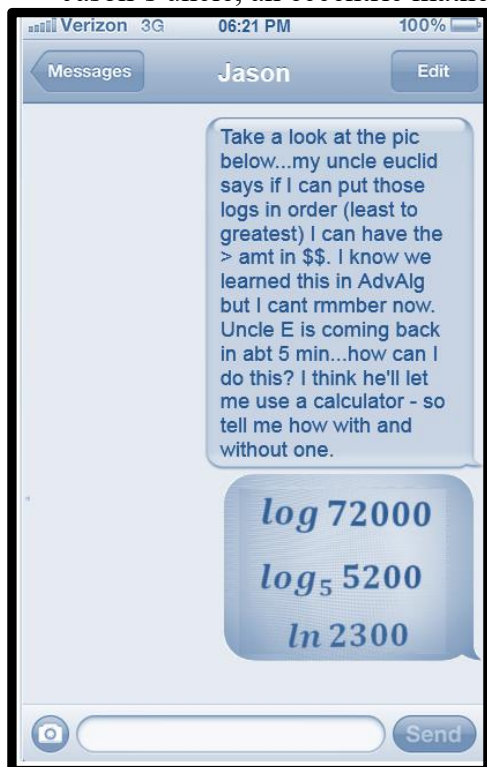 Verizon 3G 06:21 PM 100%
Messages Jason Edit
Take a look at the pic
below...my uncle euclid
says if I can put those
logs in order (least to
greatest) I can have the
> amt in $$. I know we
learned this in AdvAlg
but I cant rmmber now.
Uncle E is coming back
in abt 5 min...how can I
do this? I think he'll let
me use a calculator - so
tell me how with and
without one.
log 72000
log₅ 5200
ln 2300
Send